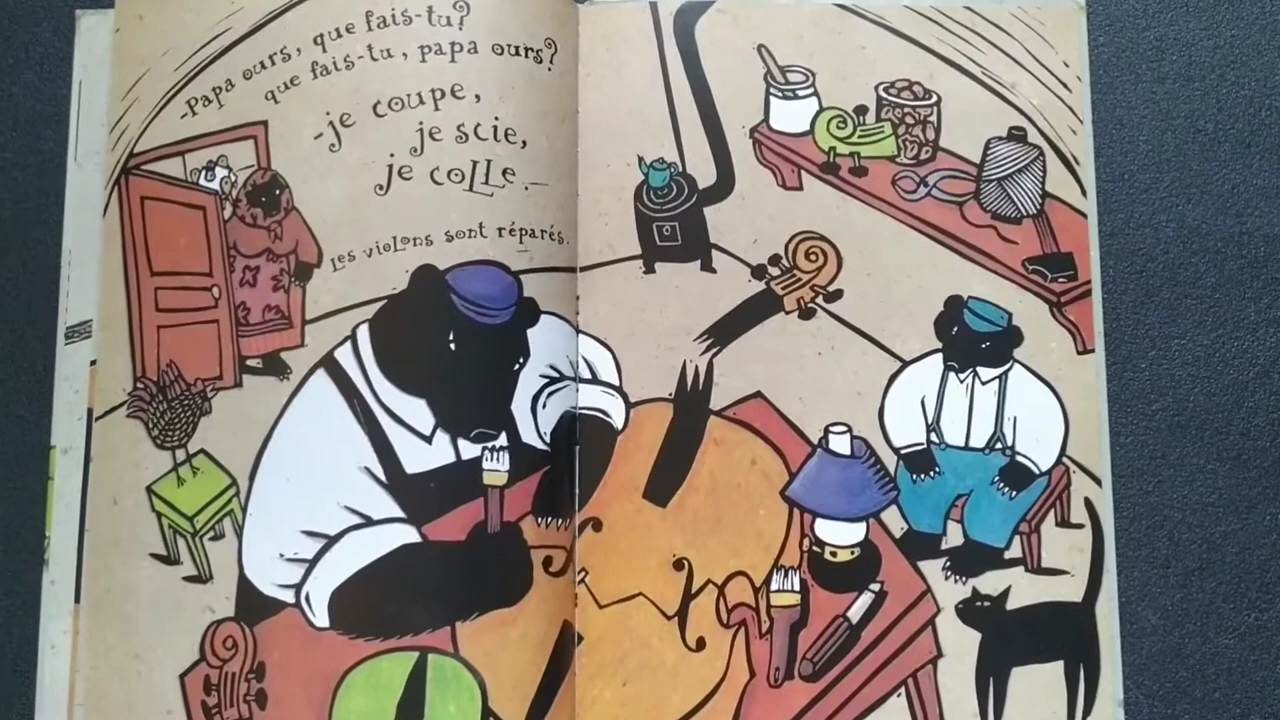 -Papa ours, que fais-tu?
que fais-tu, papa ours?
-je coupe,
je scie,
je coLLe.-
Les vioLons sont réparés.